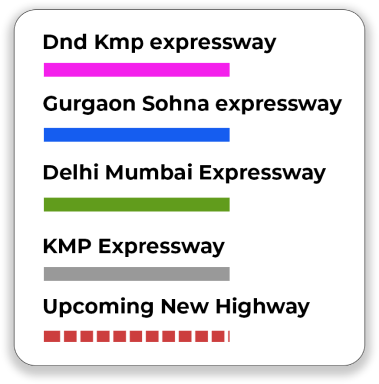 Dnd Kmp expressway
Gurgaon Sohna expressway
Delhi Mumbai Expressway
KMP Expressway
Upcoming New Highway